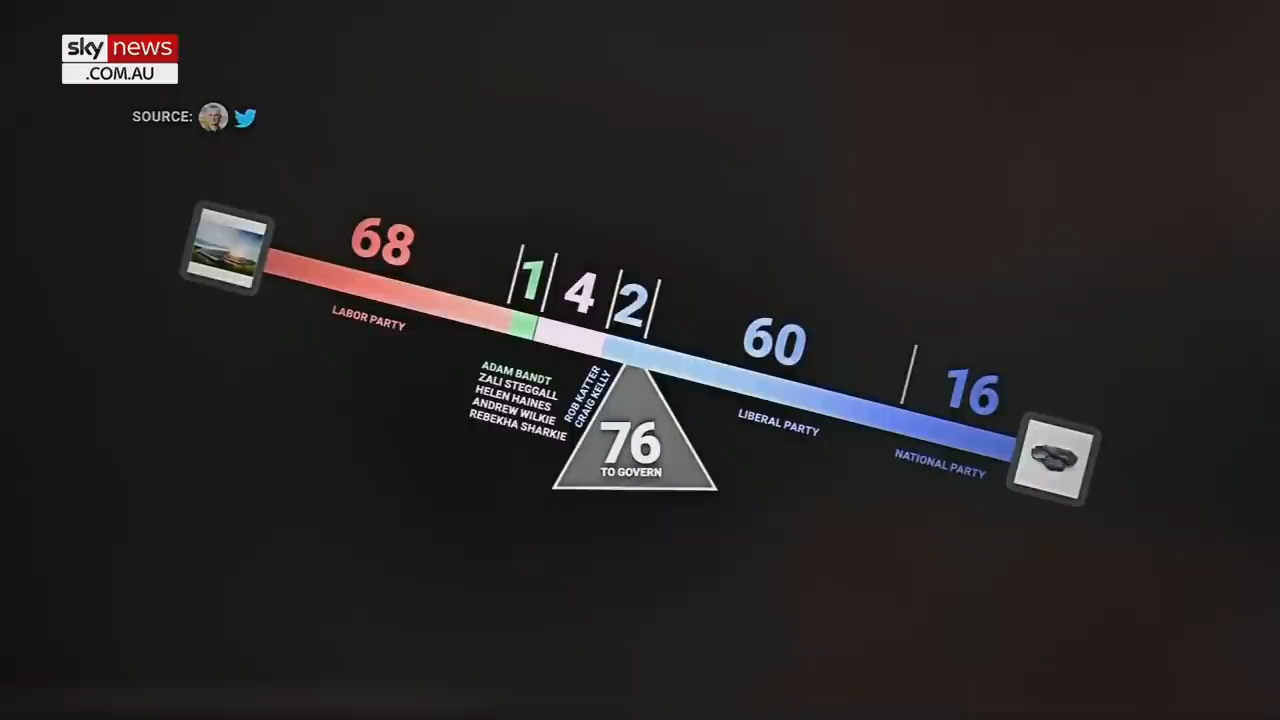 sky news
.COM.AU
SOURCE:
68
1
4
2
60
16
LABOR PARTY
ADAM BANDT
ZALI STEGGALL
HELEN HAINES
ANDREW WILKIE
REBEKHA SHARKIE
ROB KATTER
CRAIG KELLY
LIBERAL PARTY
NATIONAL PARTY
76
TO GOVERN